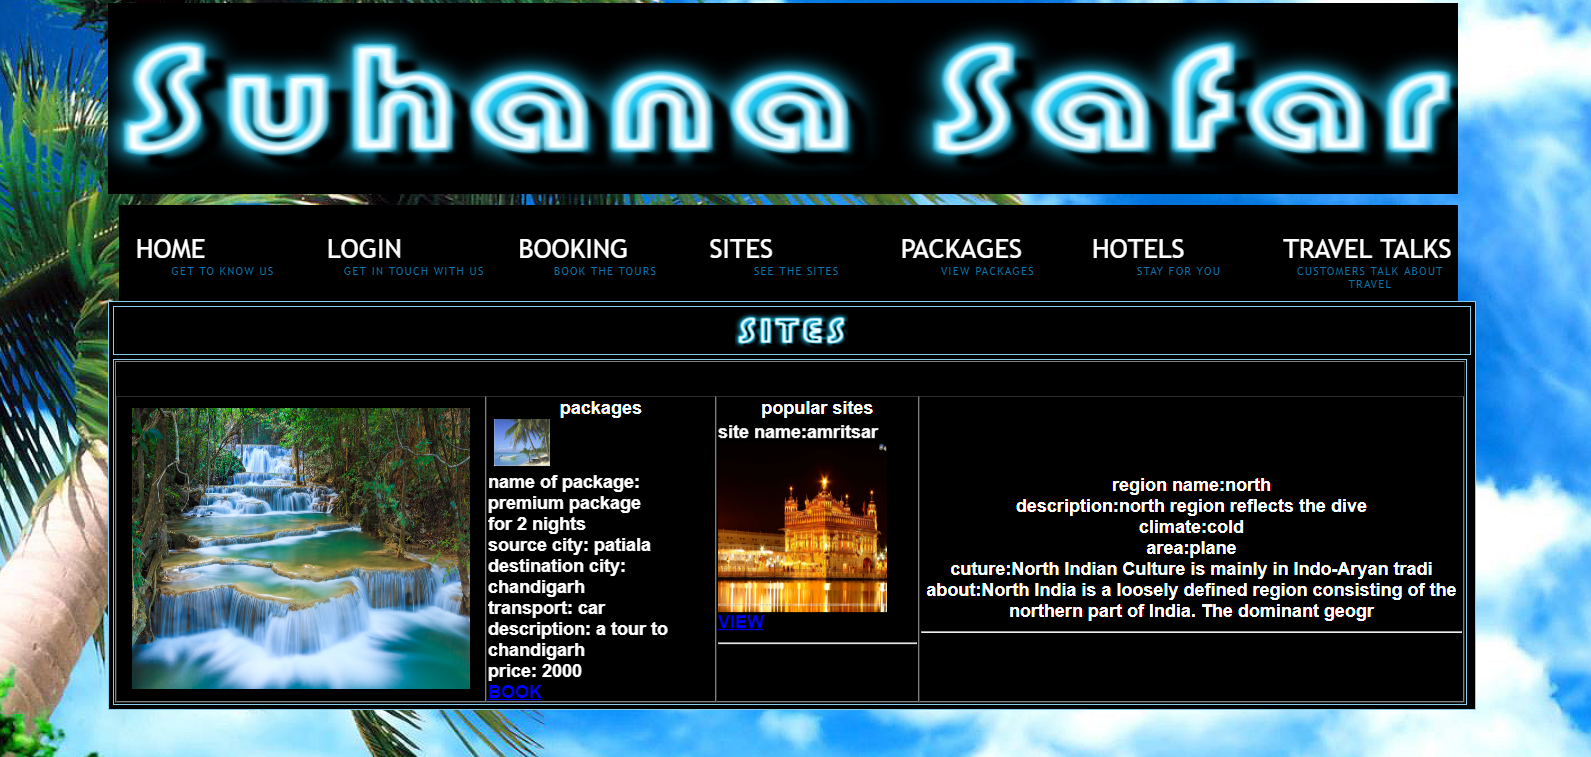 Suhana Safar
HOME
GET TO KNOW US
LOGIN
GET IN TOUCH WITH US
BOOKING
BOOK THE TOURS
SITES
SEE THE SITES
PACKAGES
VIEW PACKAGES
HOTELS
STAY FOR YOU
TRAVEL TALKS
CUSTOMERS TALK ABOUT
TRAVEL
SITES
packages
name of package:
premium package
for 2 nights
source city: patiala
destination city:
chandigarh
transport: car
description: a tour to
chandigarh
price: 2000
BOOK
popular sites
site name:amritsar
VIEW
region name:north
description:north region reflects the dive
climate:cold
area:plane
cuture:North Indian Culture is mainly in Indo-Aryan tradi
about:North India is a loosely defined region consisting of the
northern part of India. The dominant geogr